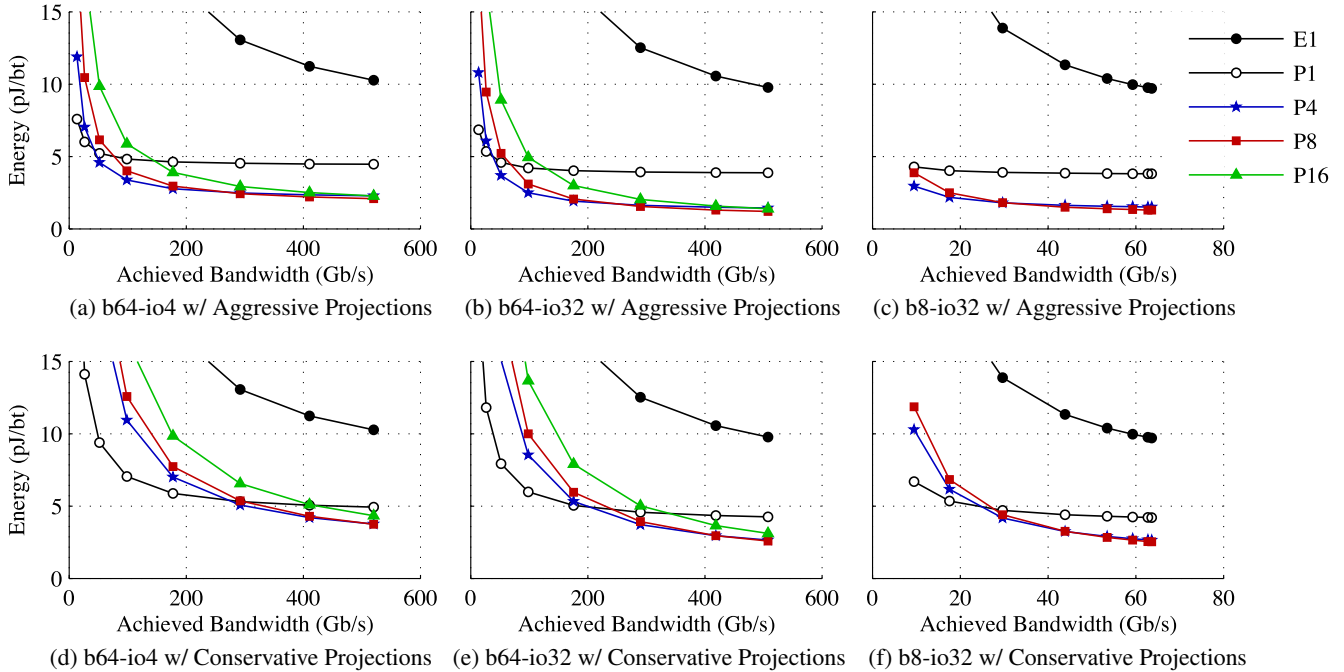 15
10
5
0
Energy (pJ/bt)
0 200 400 600
Achieved Bandwidth (Gb/s)
(a) b64-io4 w/ Aggressive Projections
0 200 400 600
Achieved Bandwidth (Gb/s)
(b) b64-io32 w/ Aggressive Projections
0 20 40 60 80
Achieved Bandwidth (Gb/s)
(c) b8-io32 w/ Aggressive Projections
E1
P1
P4
P8
P16
15
10
5
0
Energy (pJ/bt)
0 200 400 600
Achieved Bandwidth (Gb/s)
(d) b64-io4 w/ Conservative Projections
0 200 400 600
Achieved Bandwidth (Gb/s)
(e) b64-io32 w/ Conservative Projections
0 20 40 60 80
Achieved Bandwidth (Gb/s)
(f) b8-io32 w/ Conservative Projections